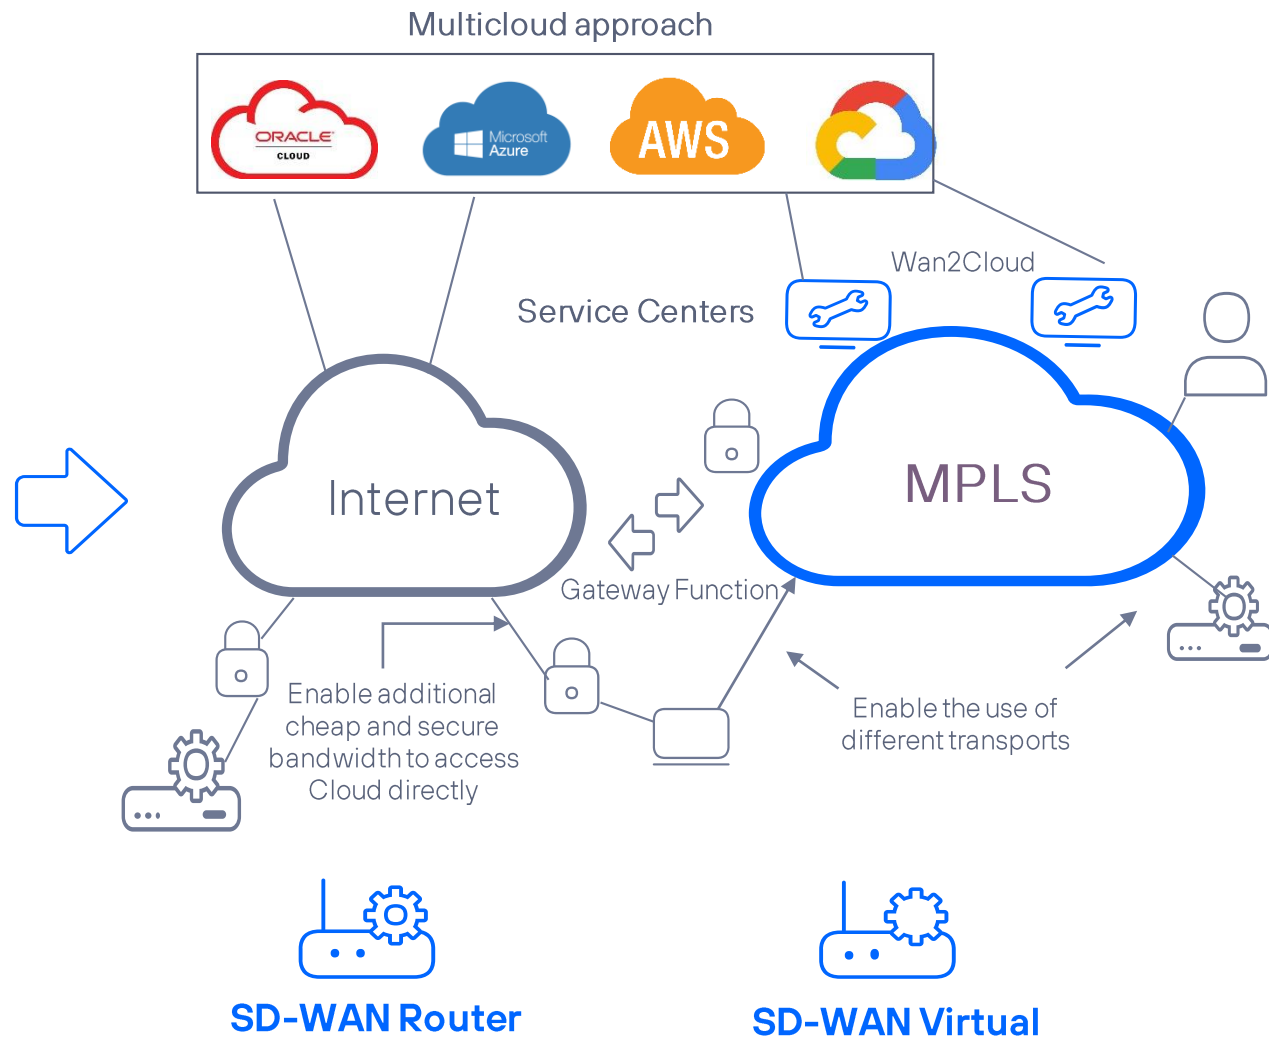 Multicloud approach
ORACLE
CLOUD
Microsoft
Azure
AWS
Wan2Cloud
Service Centers
Internet
MPLS
Gateway Function
Enable additional
cheap and secure
bandwidth to access
Cloud directly
Enable the use of
different transports
SD-WAN Router
SD-WAN Virtual